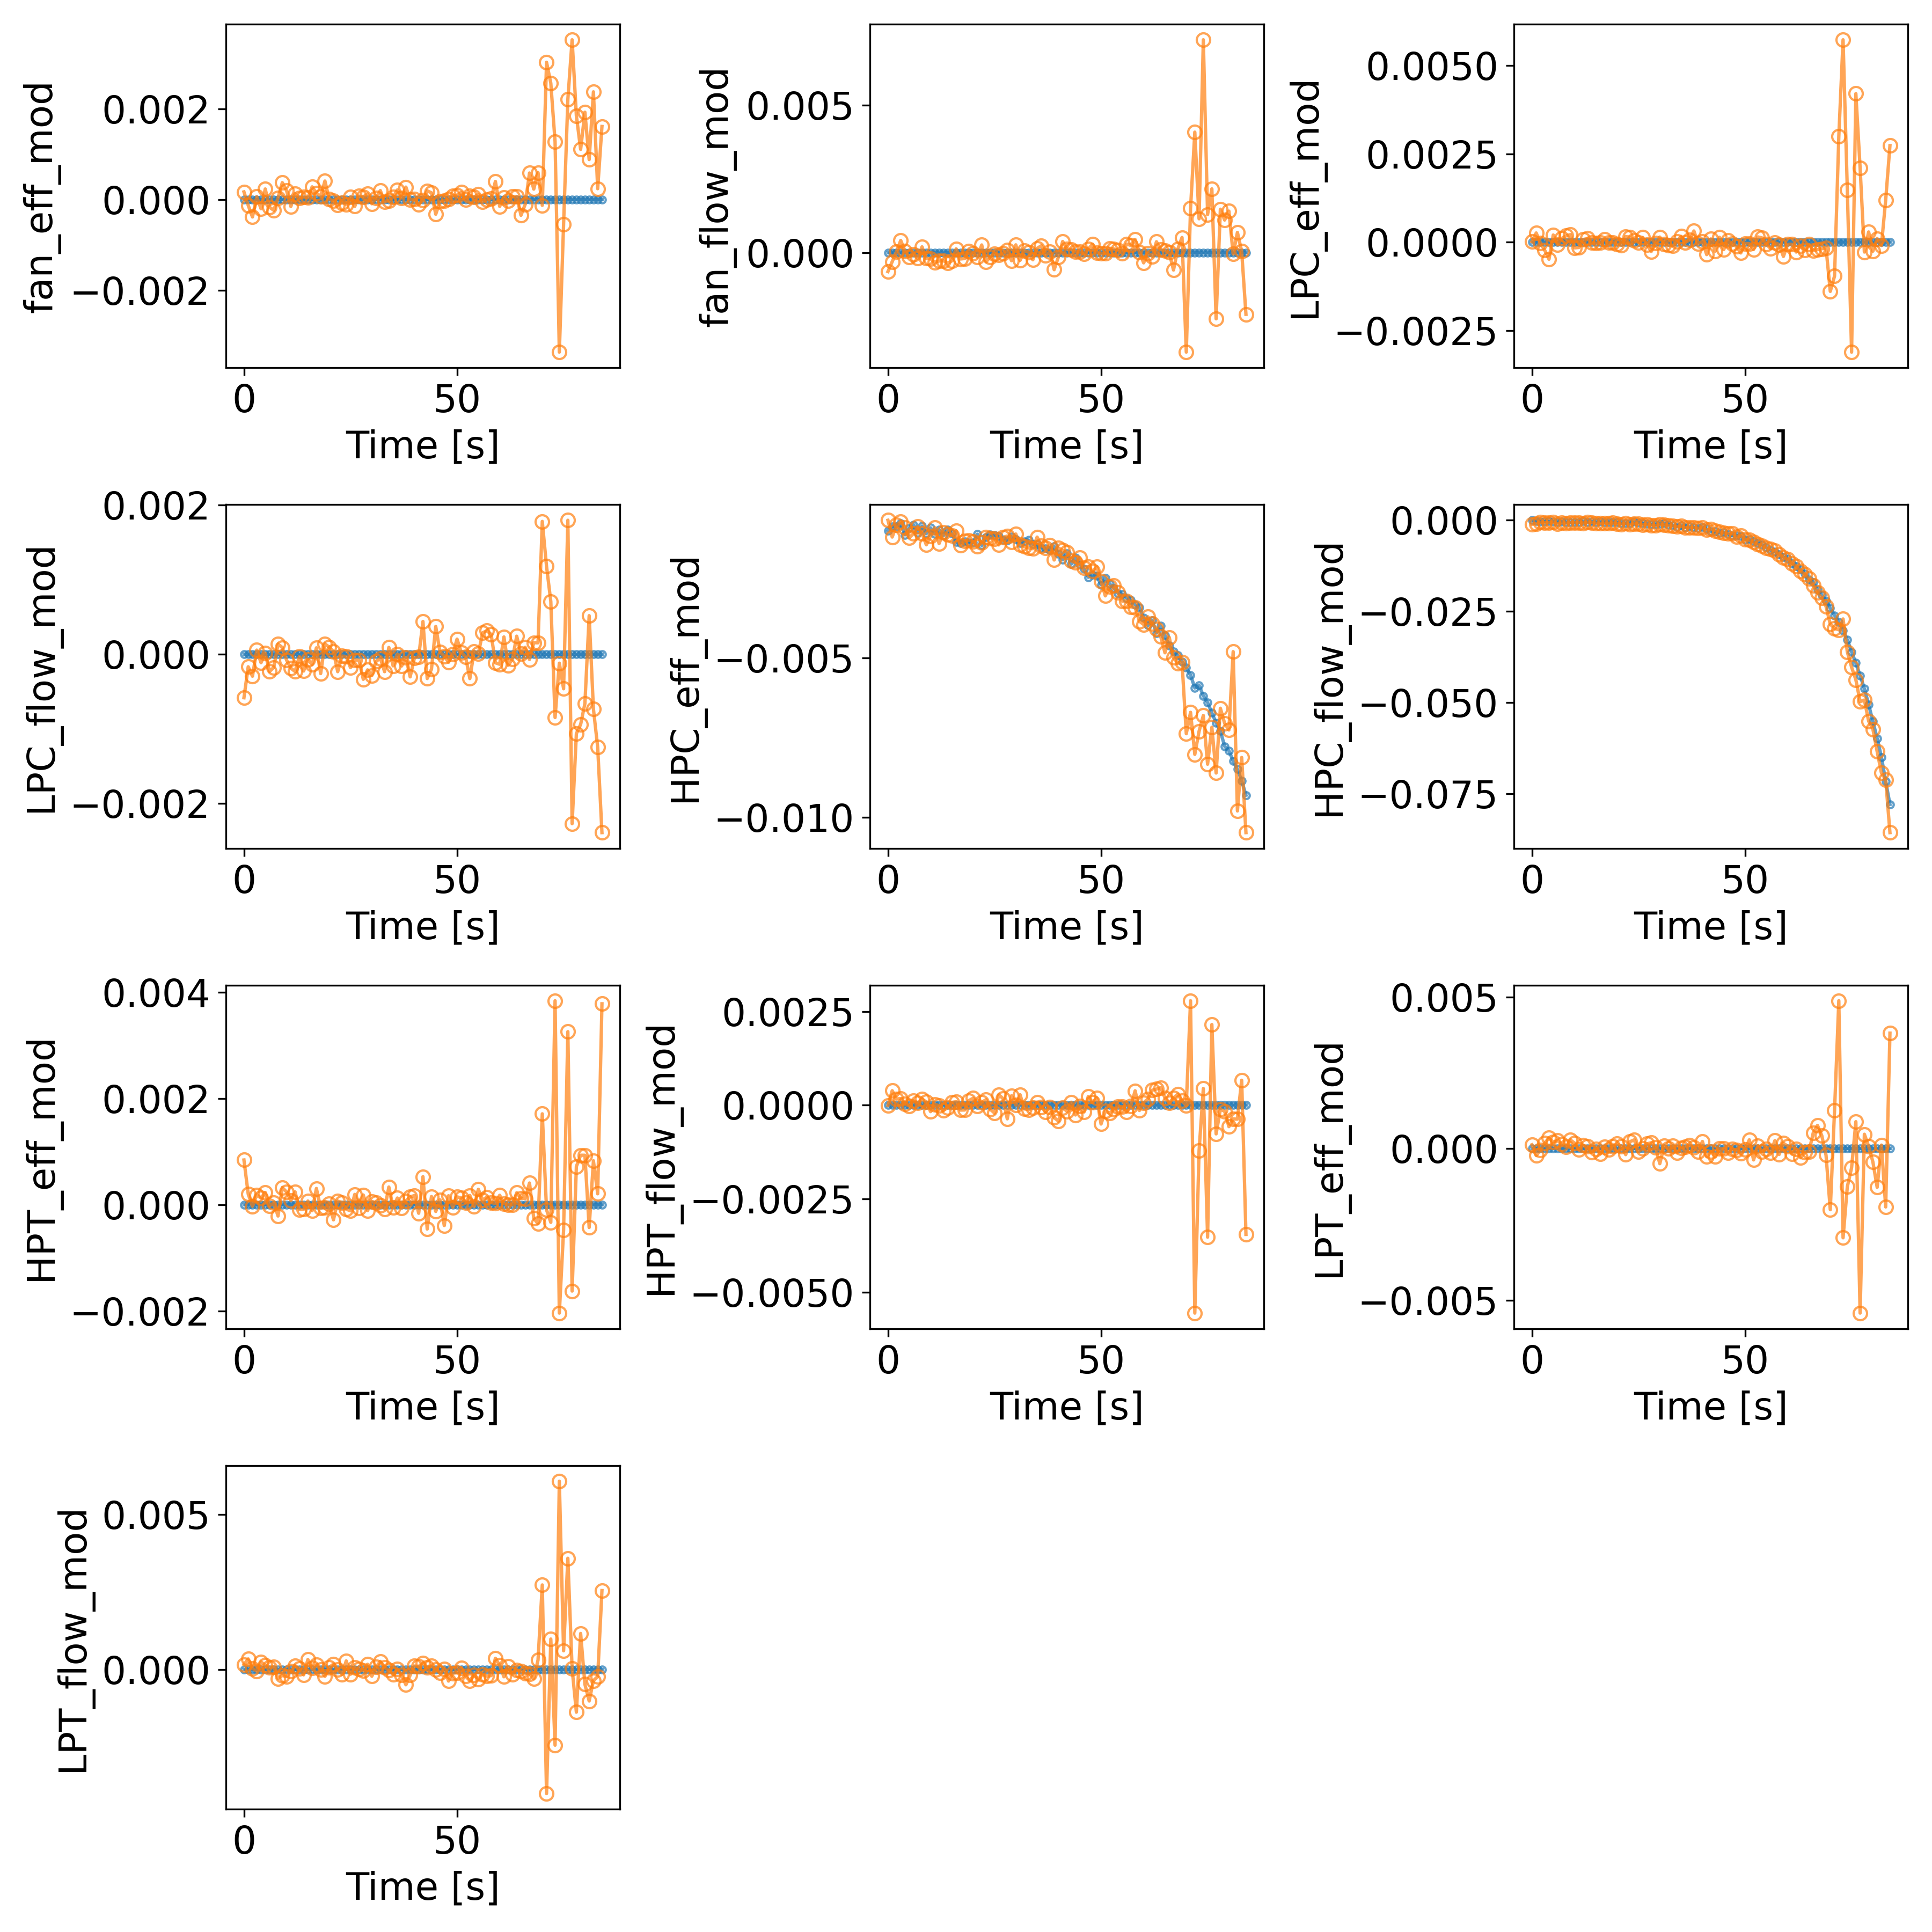 fan_eff_mod
0.002
0.000
−0.002
0 50
Time [s]
fan_flow_mod
0.005
0.000
0 50
Time [s]
LPC_eff_mod
0.0050
0.0025
0.0000
−0.0025
0 50
Time [s]
LPC_flow_mod
0.002
0.000
−0.002
0 50
Time [s]
HPC_eff_mod
−0.005
−0.010
0 50
Time [s]
HPC_flow_mod
0.000
−0.025
−0.050
−0.075
0 50
Time [s]
HPT_eff_mod
0.004
0.002
0.000
−0.002
0 50
Time [s]
HPT_flow_mod
0.0025
0.0000
−0.0025
−0.0050
0 50
Time [s]
LPT_eff_mod
0.005
0.000
−0.005
0 50
Time [s]
LPT_flow_mod
0.005
0.000
0 50
Time [s]